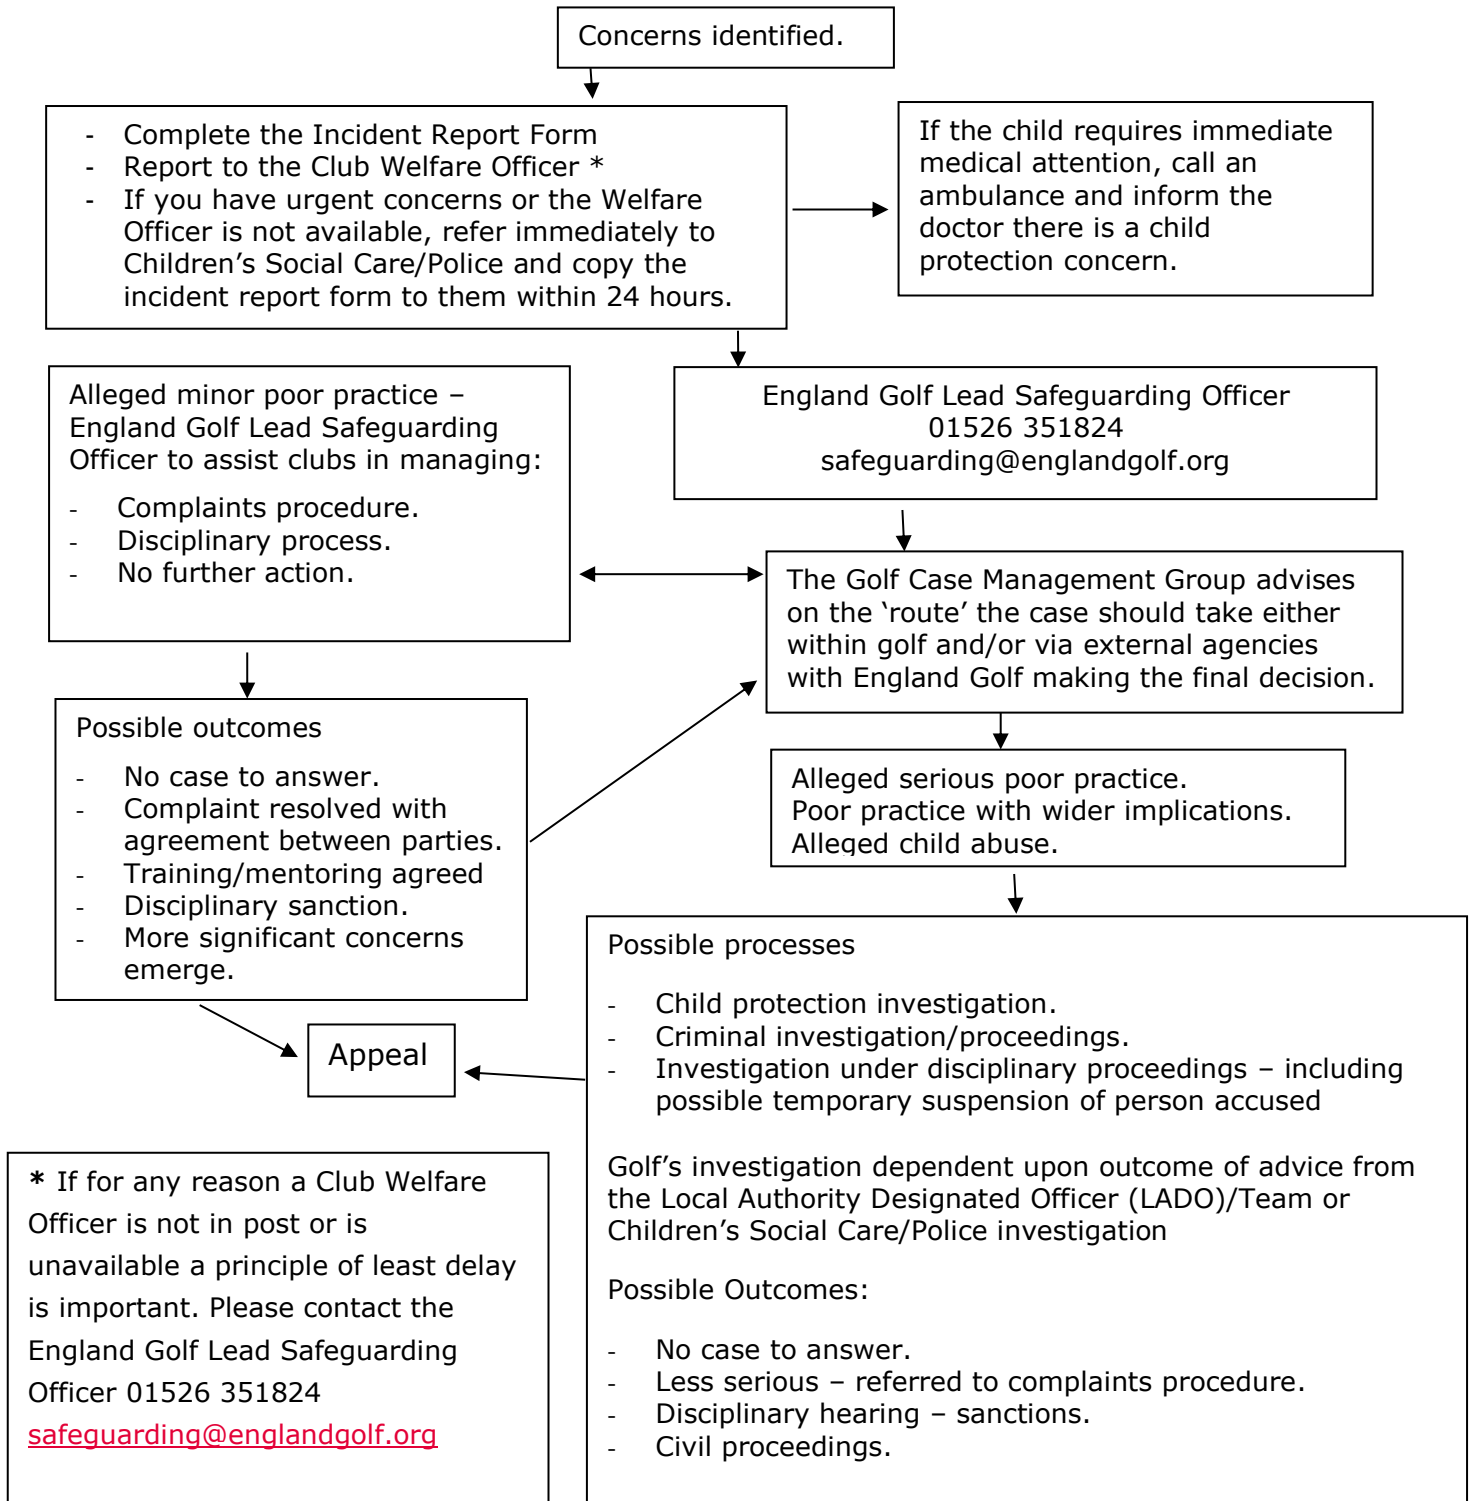 Concerns identified.
- Complete the Incident Report Form
- Report to the Club Welfare Officer *
- If you have urgent concerns or the Welfare
Officer is not available, refer immediately to
Children’s Social Care/Police and copy the
incident report form to them within 24 hours.
If the child requires immediate
medical attention, call an
ambulance and inform the
doctor there is a child
protection concern.
Alleged minor poor practice –
England Golf Lead Safeguarding
Officer to assist clubs in managing:
- Complaints procedure.
- Disciplinary process.
- No further action.
England Golf Lead Safeguarding Officer
01526 351824
safeguarding@englandgolf.org
The Golf Case Management Group advises
on the ‘route’ the case should take either
within golf and/or via external agencies
with England Golf making the final decision.
Possible outcomes
- No case to answer.
- Complaint resolved with
agreement between parties.
- Training/mentoring agreed
- Disciplinary sanction.
- More significant concerns
emerge.
Alleged serious poor practice.
Poor practice with wider implications.
Alleged child abuse.
Appeal
Possible processes
- Child protection investigation.
- Criminal investigation/proceedings.
- Investigation under disciplinary proceedings – including
possible temporary suspension of person accused
Golf’s investigation dependent upon outcome of advice from
the Local Authority Designated Officer (LADO)/Team or
Children’s Social Care/Police investigation
Possible Outcomes:
- No case to answer.
- Less serious – referred to complaints procedure.
- Disciplinary hearing – sanctions.
- Civil proceedings.
* If for any reason a Club Welfare
Officer is not in post or is
unavailable a principle of least delay
is important. Please contact the
England Golf Lead Safeguarding
Officer 01526 351824
safeguarding@englandgolf.org